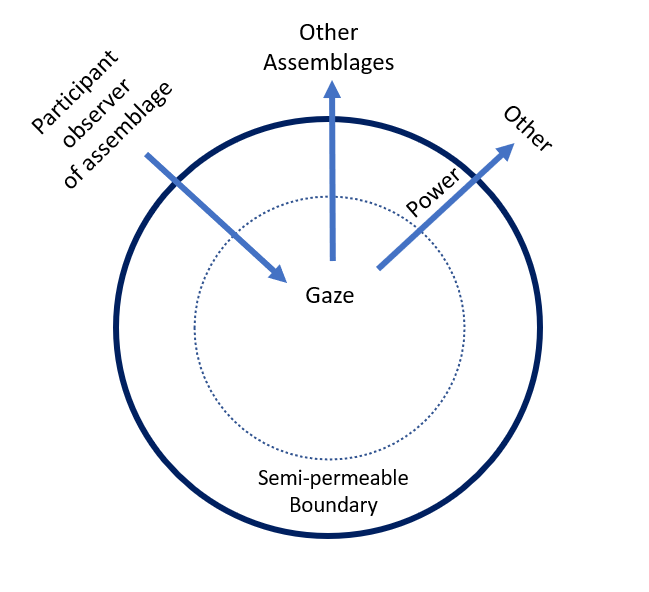 Other
Assemblages
Participant
observer
of assemblage
Other
Power
Gaze
Semi-permeable
Boundary